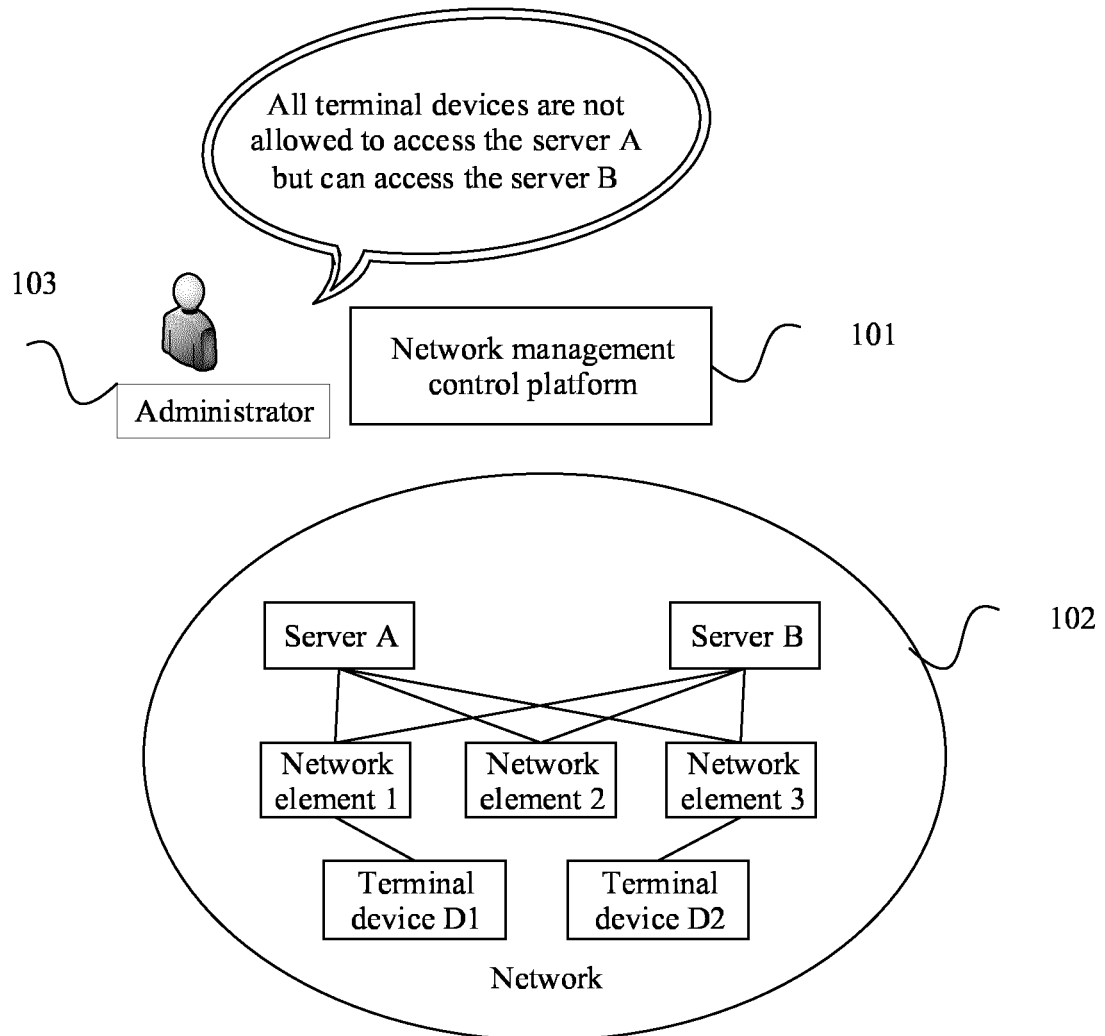 All terminal devices are not
allowed to access the server A
but can access the server B
103
Administrator
Network management
control platform
101
102
Server A
Server B
Network
element 1
Network
element 2
Network
element 3
Terminal
device D1
Terminal
device D2
Network